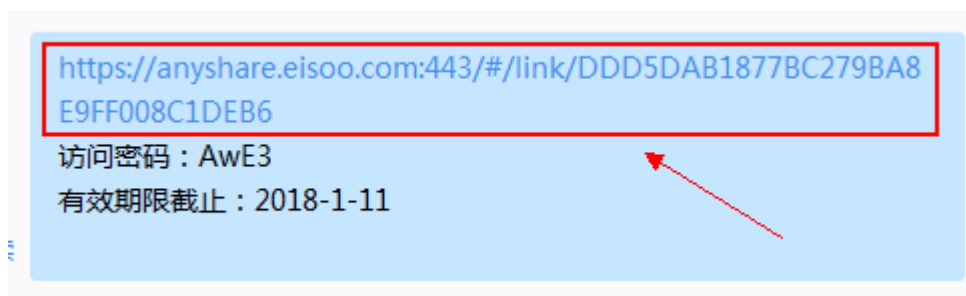 https://anyshare.eisoo.com:443/#/link/DDD5DAB1877BC279BA8
E9FF008C1DEB6
访问密码：AwE3
有效期限截止：2018-1-11